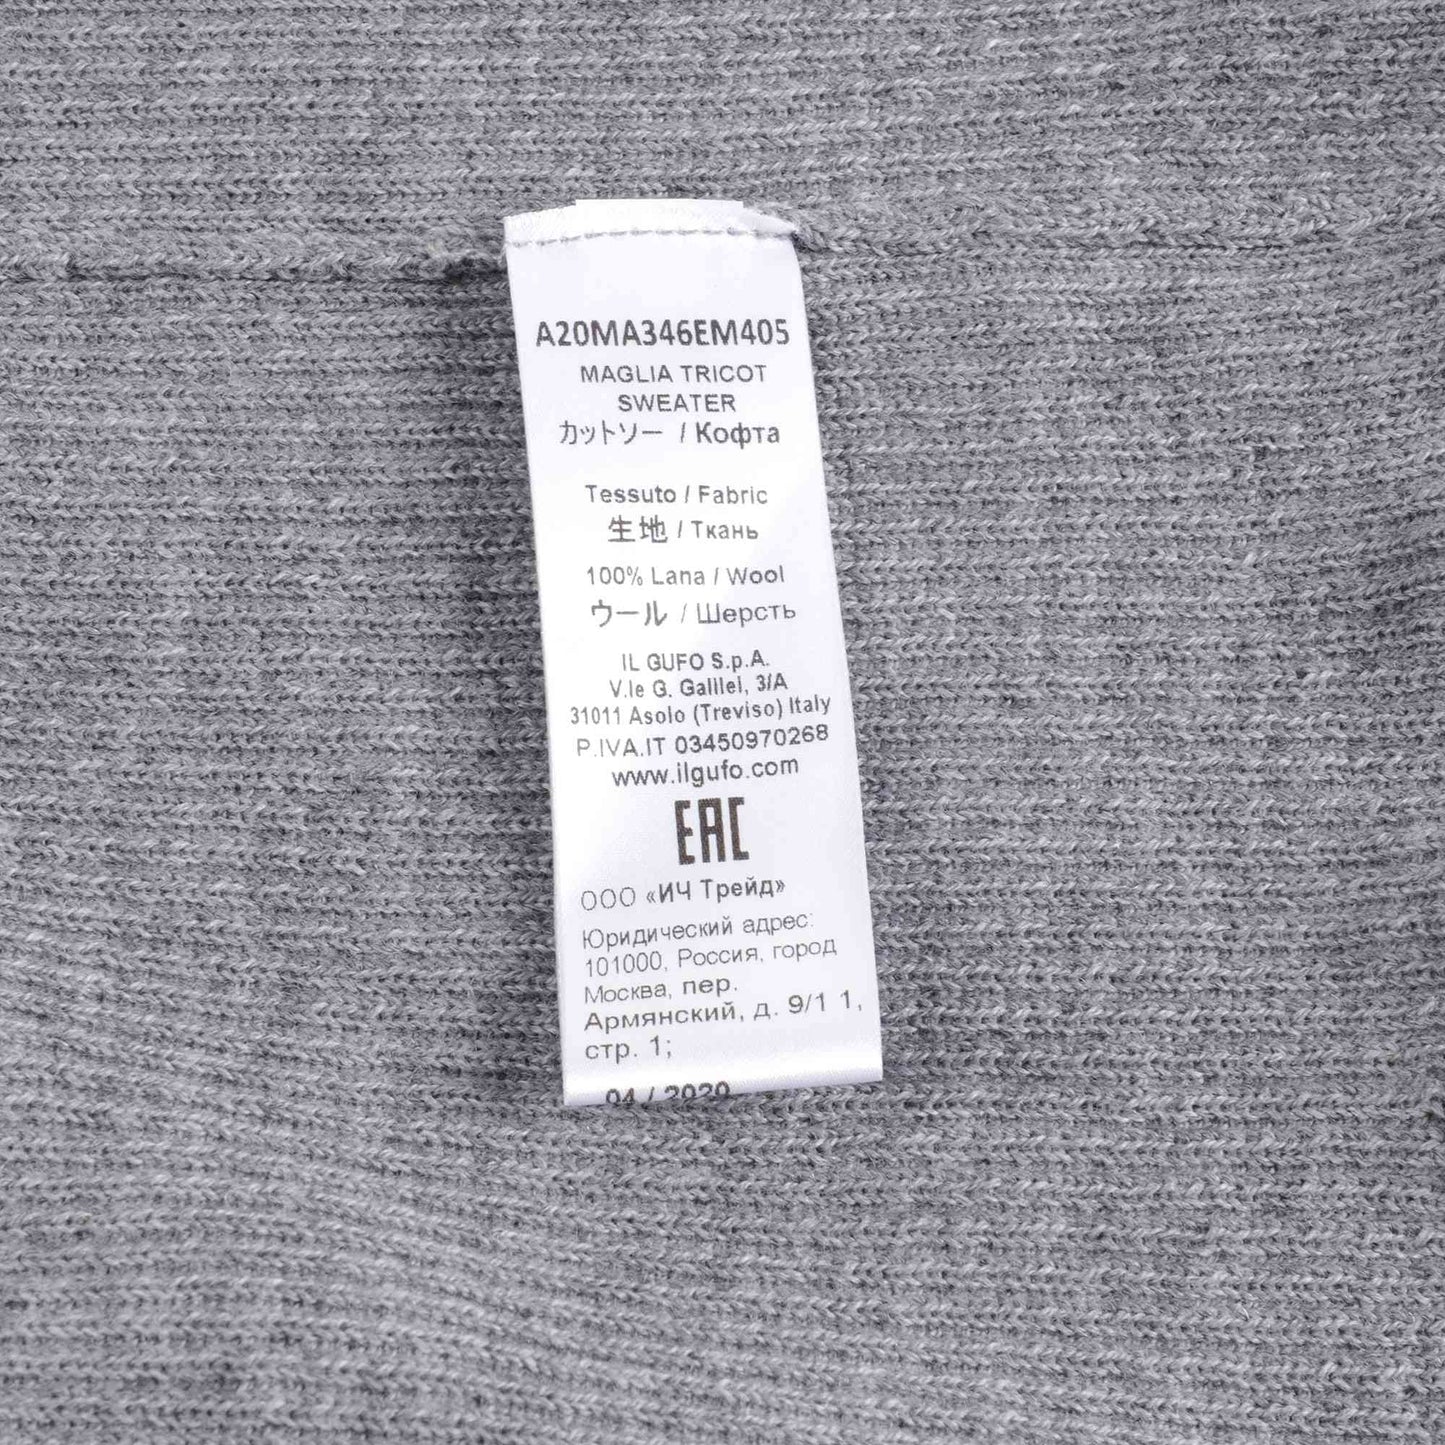 A20MA346EM405
MAGLIA TRICOT
SWEATER
カットソー / Кофта
Tessuto / Fabric
生地 / Ткань
100% Lana / Wool
ウール / Шерсть
IL GUFO S.p.A.
V.le G. Galilei, 3/A
31011 Asolo (Treviso) Italy
P.IVA.IT 03450970268
www.ilgufo.com
EAC
ООО «ИЧ Трейд»
Юридический адрес:
101000, Россия, город
Москва, пер.
Армянский, д. 9/1 1,
стр. 1;
04 / 2020